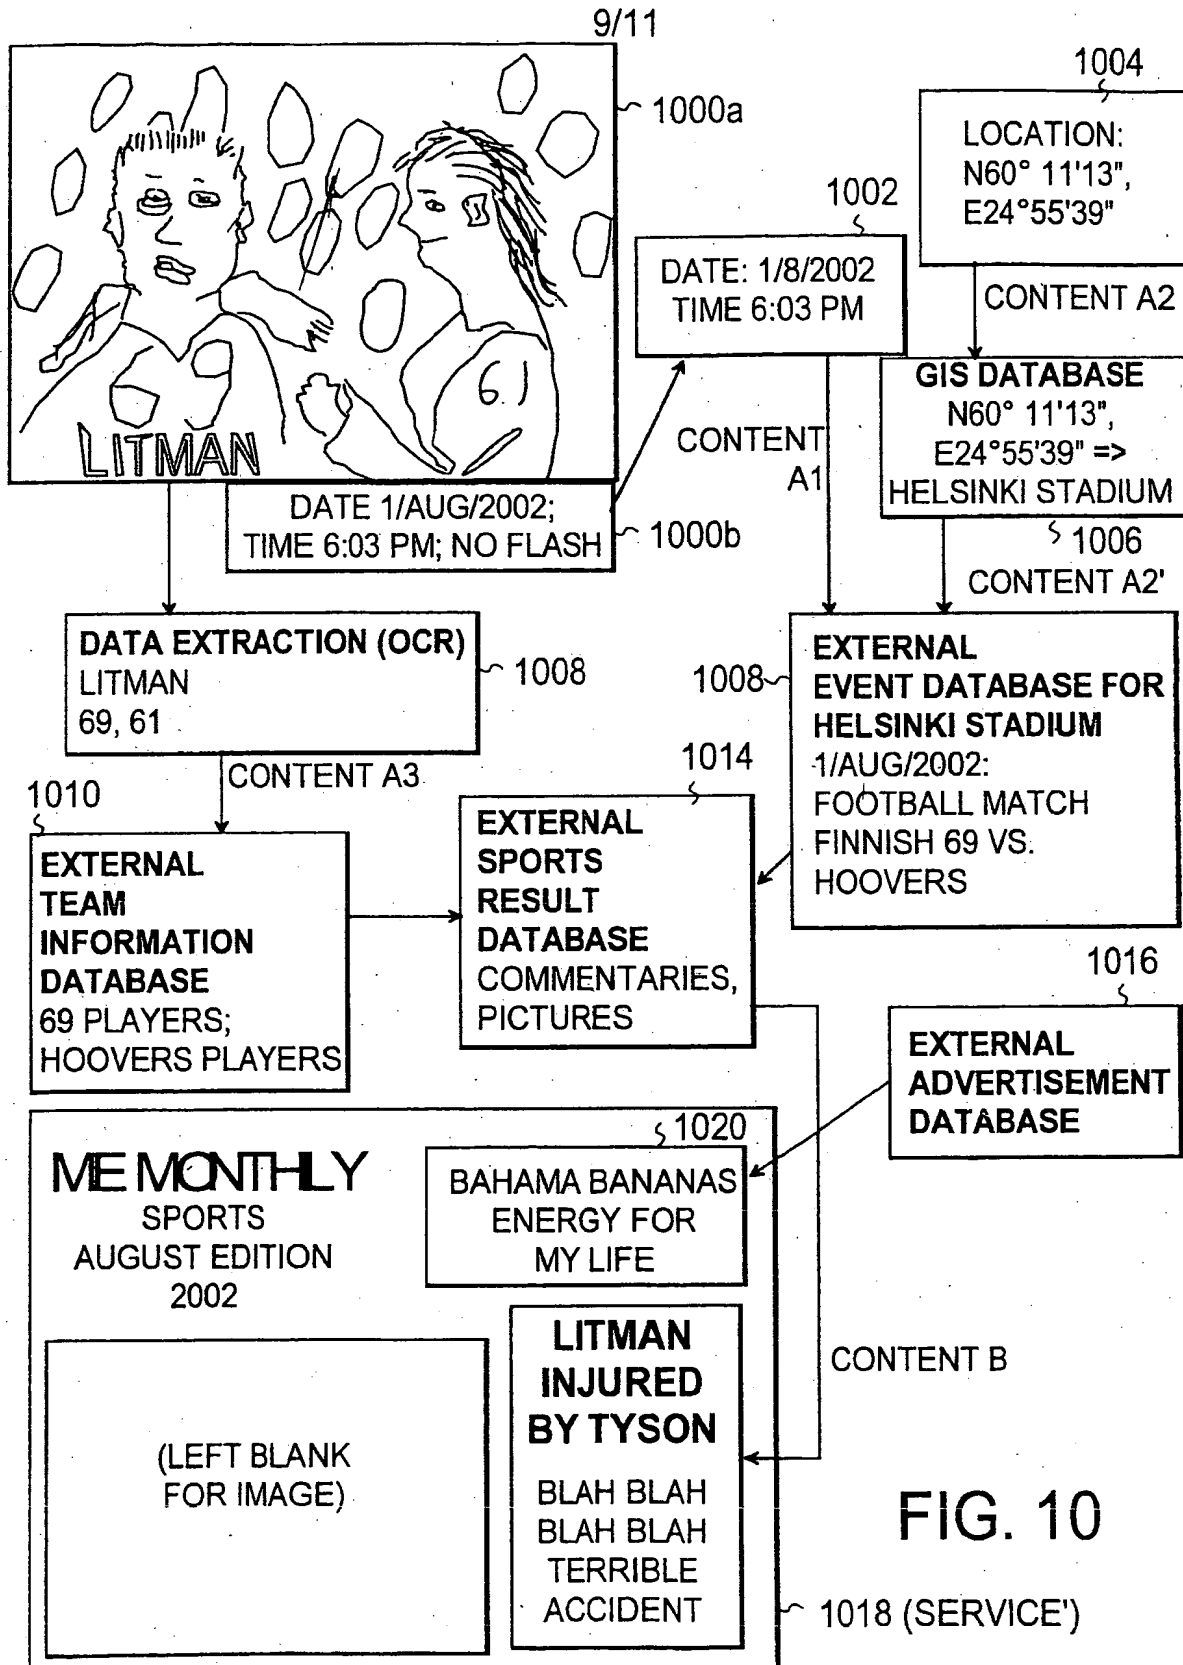 9/11
1000a
1004
LOCATION:
N60° 11'13",
E24°55'39"
1002
DATE: 1/8/2002
TIME 6:03 PM
CONTENT A2
GIS DATABASE
N60° 11'13",
E24°55'39" =>
HELSINKI STADIUM
61
LITMAN
CONTENT
A1
DATE 1/AUG/2002;
TIME 6:03 PM; NO FLASH
1000b
1006
CONTENT A2'
DATA EXTRACTION (OCR)
LITMAN
69, 61
1008
1008
EXTERNAL
EVENT DATABASE FOR
HELSINKI STADIUM
1/AUG/2002:
FOOTBALL MATCH
FINNISH 69 VS.
HOOVERS
CONTENT A3
1010
1014
EXTERNAL
TEAM
INFORMATION
DATABASE
69 PLAYERS;
HOOVERS PLAYERS
EXTERNAL
SPORTS
RESULT
DATABASE
COMMENTARIES,
PICTURES
1016
EXTERNAL
ADVERTISEMENT
DATABASE
ME MONTHLY
SPORTS
AUGUST EDITION
2002
1020
BAHAMA BANANAS
ENERGY FOR
MY LIFE
(LEFT BLANK
FOR IMAGE)
LITMAN
INJURED
BY TYSON
BLAH BLAH
BLAH BLAH
TERRIBLE
ACCIDENT
CONTENT B
FIG. 10
1018 (SERVICE')